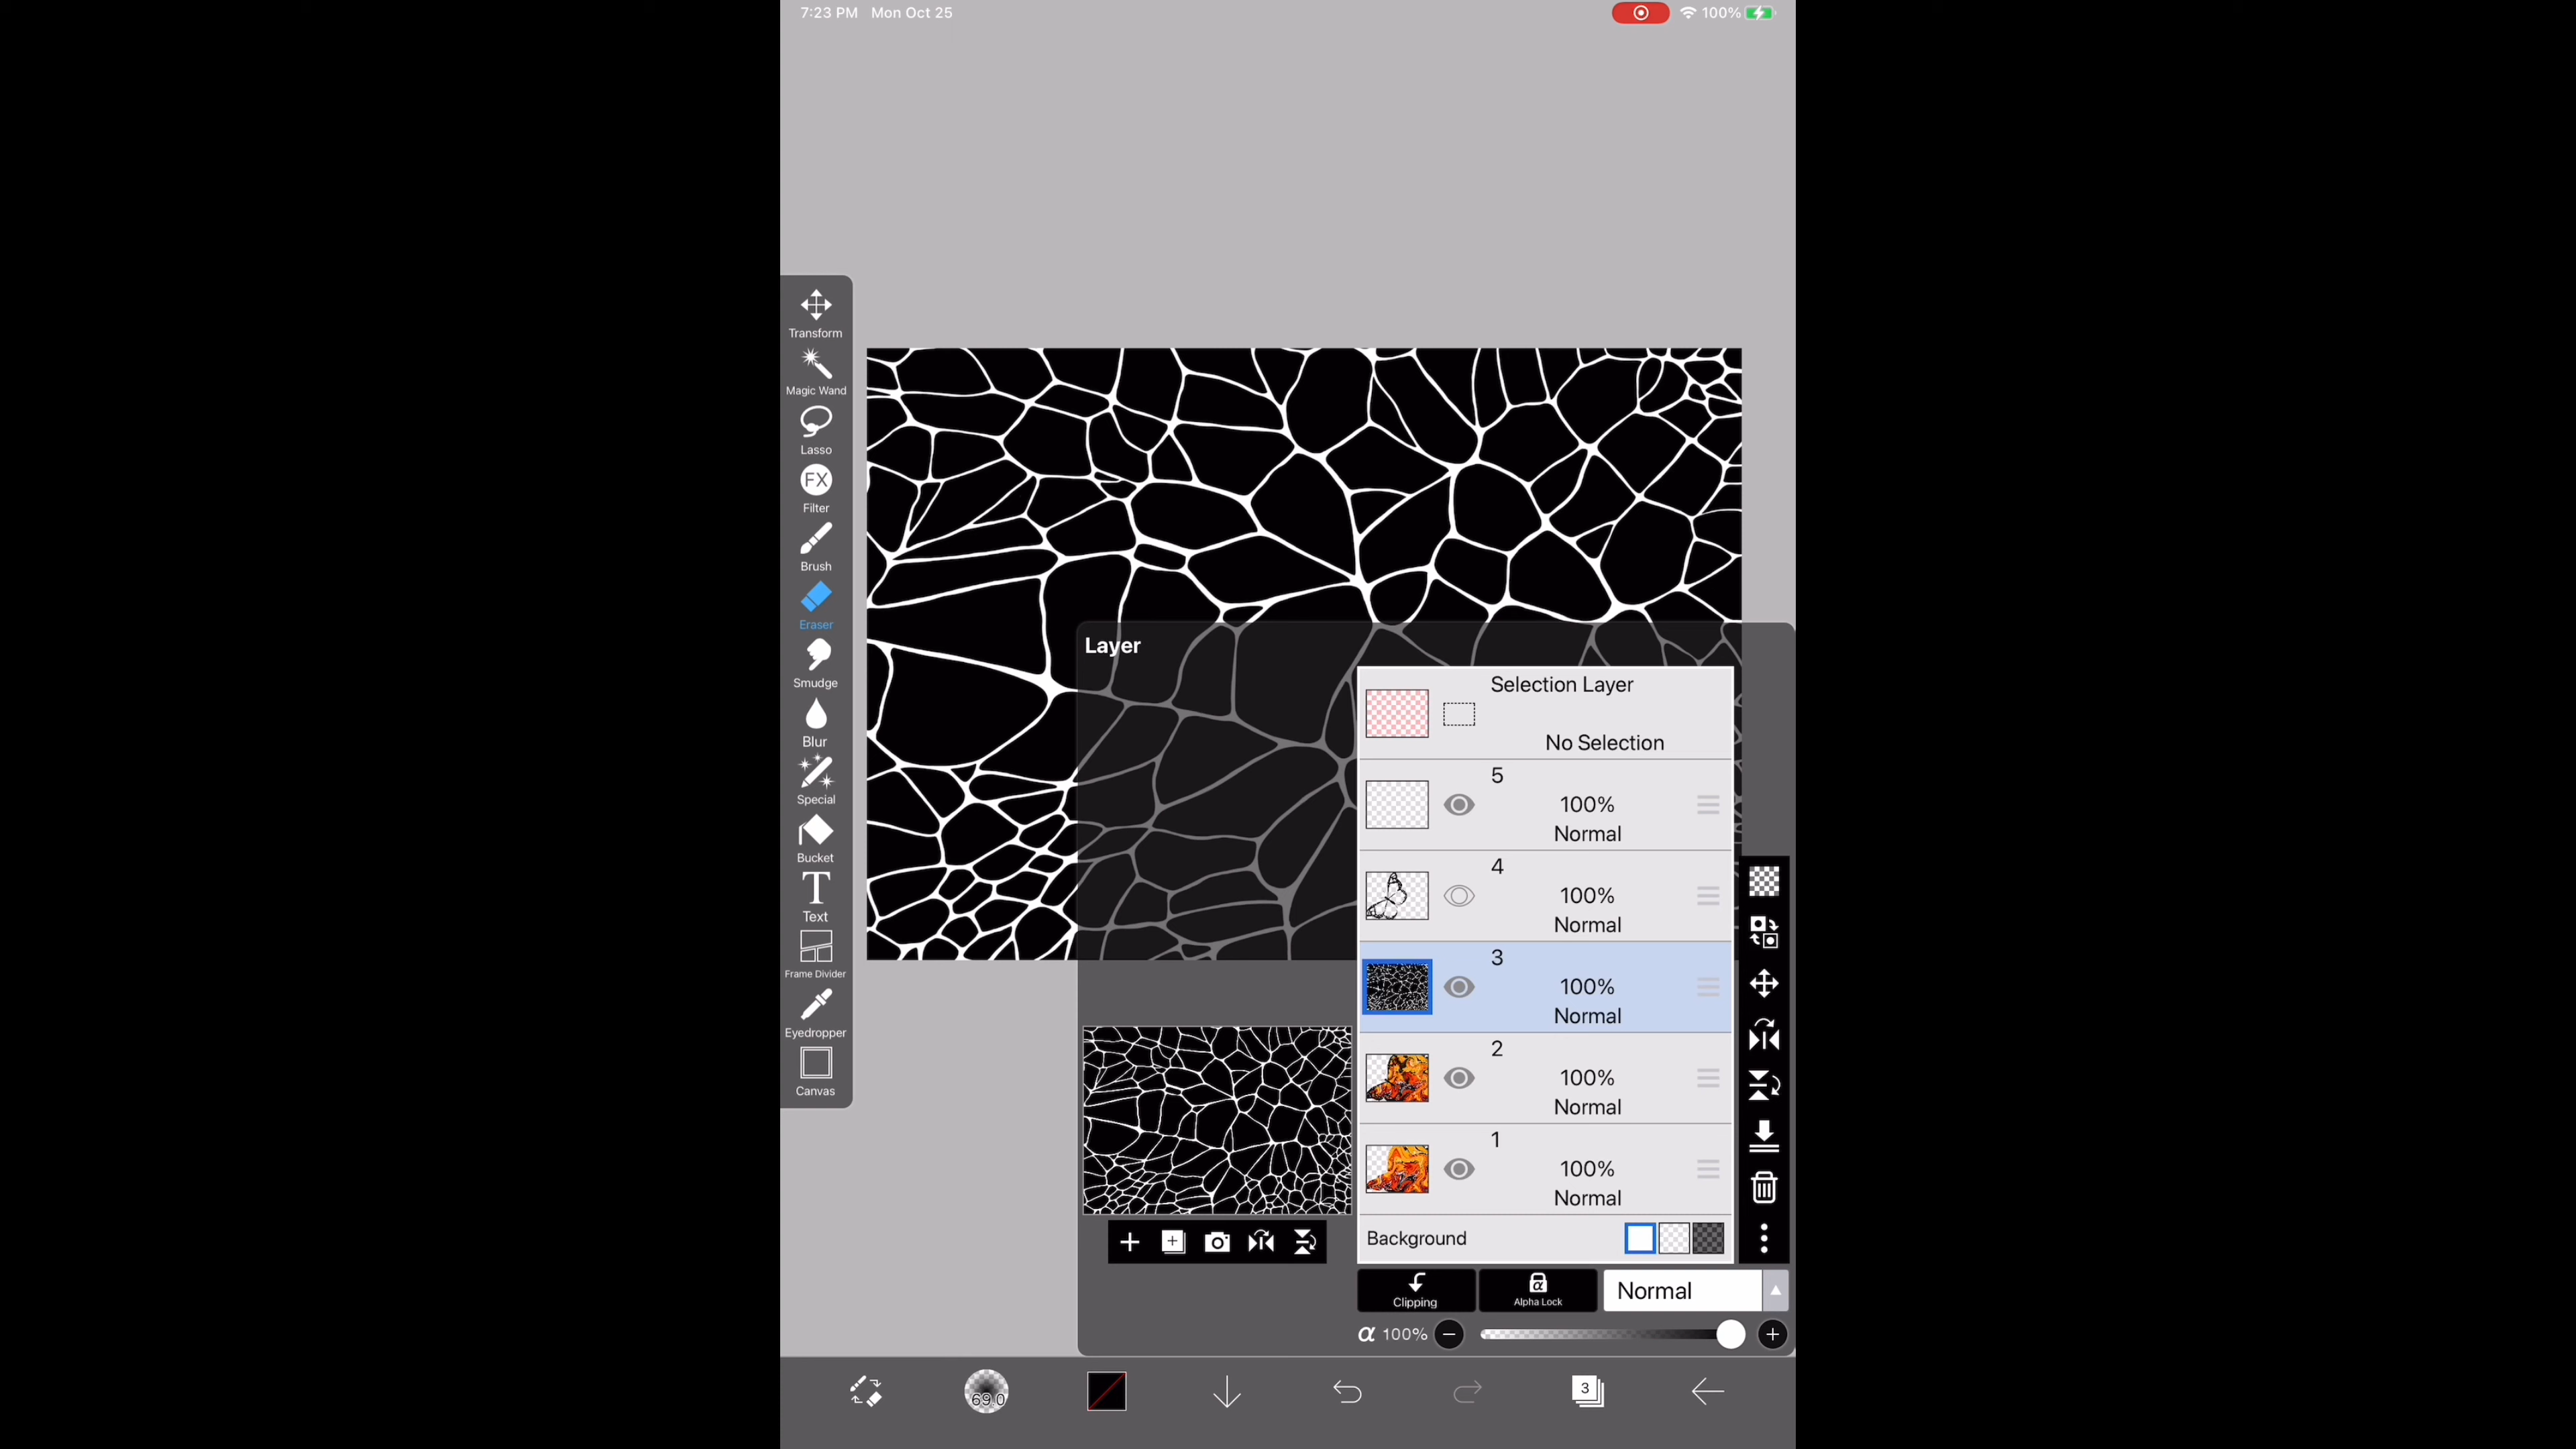 7:23 PM Mon Oct 25
100%
Transform
Magic Wand
Lasso
FX
Filter
Brush
Eraser
Smudge
Blur
Special
Bucket
T
Text
Frame Divider
Eyedropper
Canvas
Layer
Selection Layer
No Selection
5
100%
Normal
4
100%
Normal
3
100%
Normal
2
100%
Normal
1
100%
Normal
Background
Clipping
α
Alpha Lock
Normal
α 100%
69.0
3